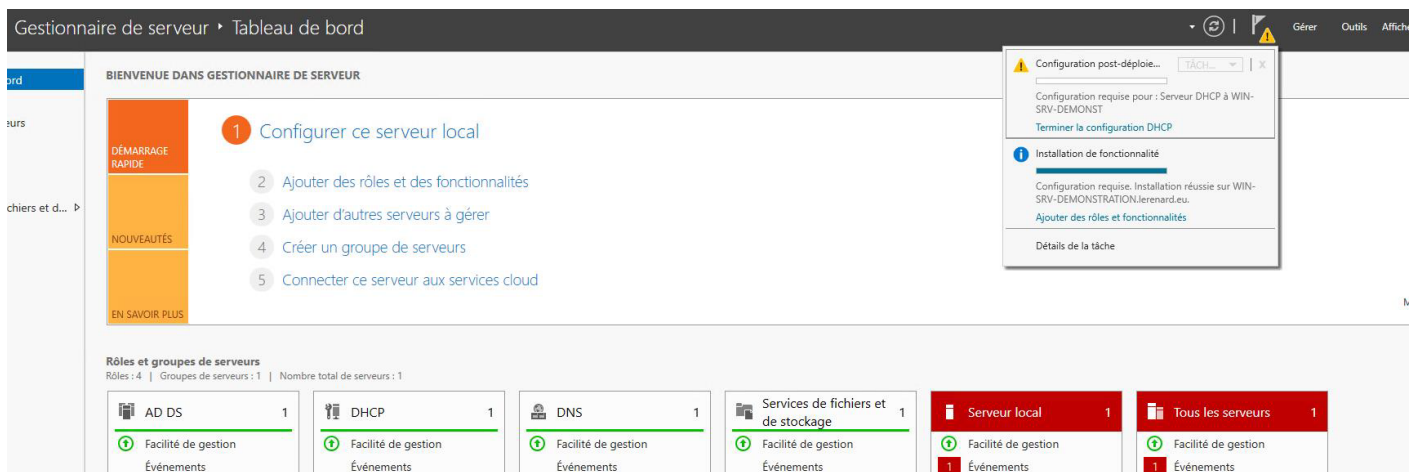 Gestionnaire de serveur ‣ Tableau de bord
Gérer
Outils
BIENVENUE DANS GESTIONNAIRE DE SERVEUR
DÉMARRAGE
RAPIDE
NOUVEAUTÉS
EN SAVOIR PLUS
1 Configurer ce serveur local
2 Ajouter des rôles et des fonctionnalités
3 Ajouter d'autres serveurs à gérer
4 Créer un groupe de serveurs
5 Connecter ce serveur aux services cloud
Configuration post-déploie...
TÂCH...
X
Configuration requise pour : Serveur DHCP à WIN-
SRV-DEMONST
Terminer la configuration DHCP
Installation de fonctionnalité
Configuration requise. Installation réussie sur WIN-
SRV-DEMONSTRATION.lerenard.eu.
Ajouter des rôles et fonctionnalités
Détails de la tâche
Rôles et groupes de serveurs
Rôles : 4 | Groupes de serveurs : 1 | Nombre total de serveurs : 1
AD DS 1
Facilité de gestion
Événements
DHCP 1
Facilité de gestion
Événements
DNS 1
Facilité de gestion
Événements
Services de fichiers et
de stockage 1
Facilité de gestion
Événements
Serveur local 1
Facilité de gestion
1 Événements
Tous les serveurs 1
Facilité de gestion
1 Événements